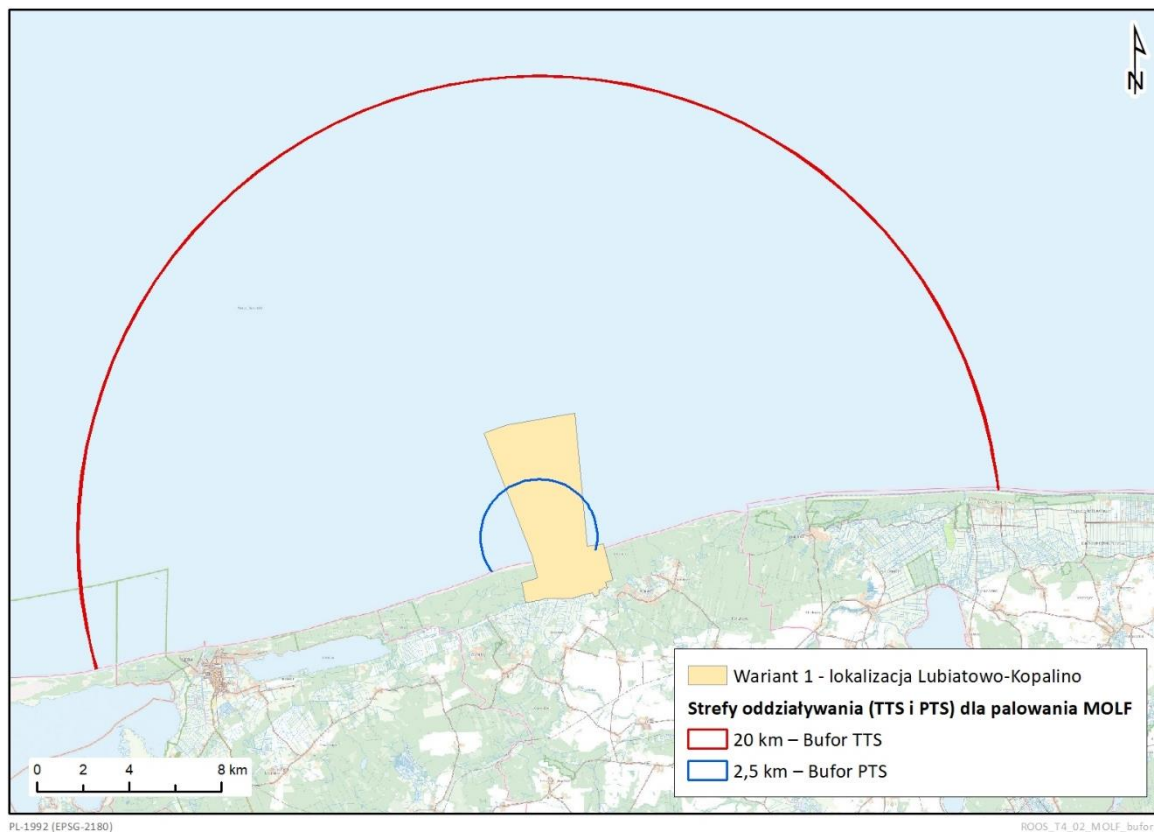 N
Wariant 1 - lokalizacja Lubiatowo-Kopalino
Strefy oddziaływania (TTS i PTS) dla palowania MOLF
20 km – Bufor TTS
2,5 km – Bufor PTS
0 2 4 8 km
PL-1992 (EPSG-2180)
ROOS_T4_02_MOLF_bufor